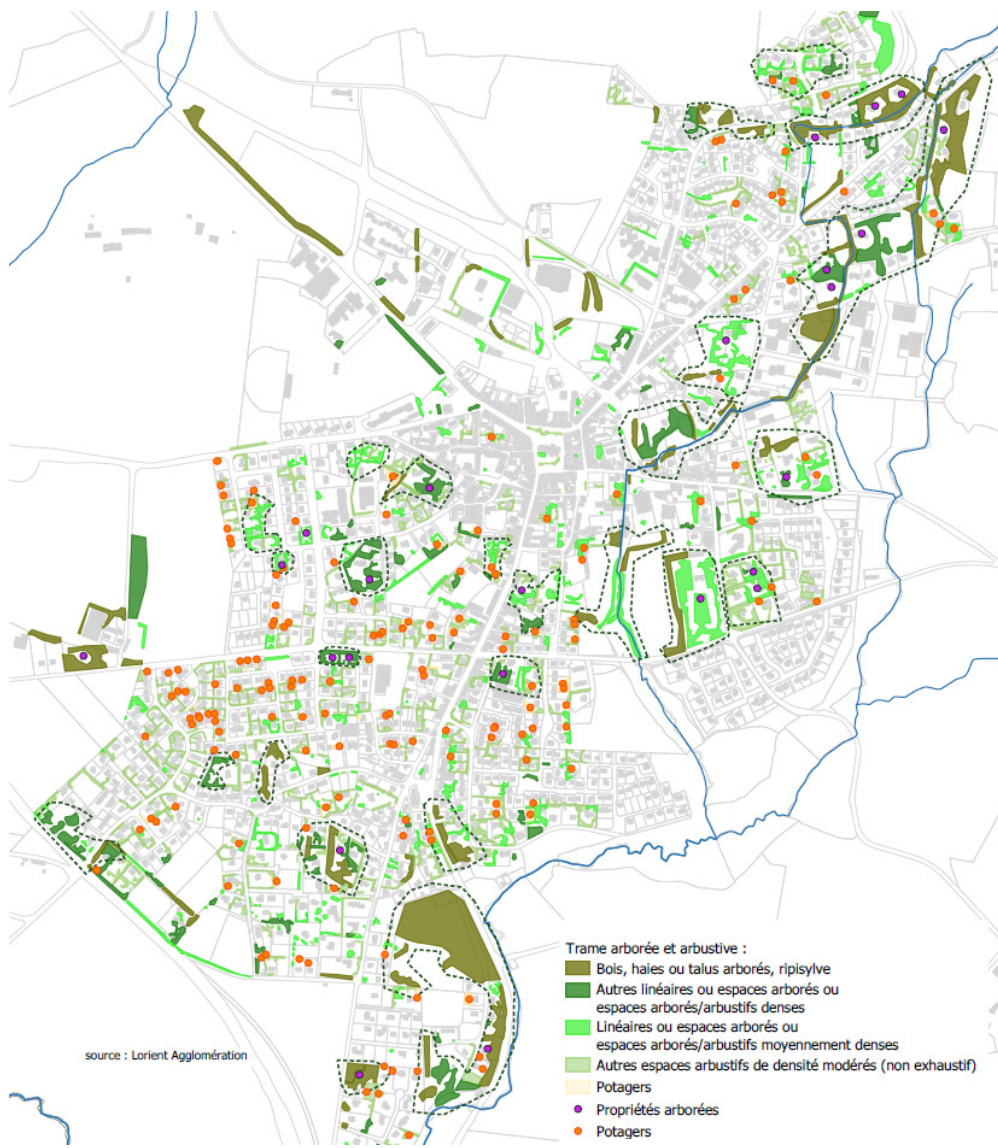 Trame arborée et arbustive :
Bois, haies ou talus arborés, ripisylve
Autres linéaires ou espaces arborés ou
espaces arborés/arbustifs denses
Linéaires ou espaces arborés ou
espaces arborés/arbustifs moyennement denses
Autres espaces arbustifs de densité modérés (non exhaustif)
Potagers
Propriétés arborées
Potagers
source : Lorient Agglomération